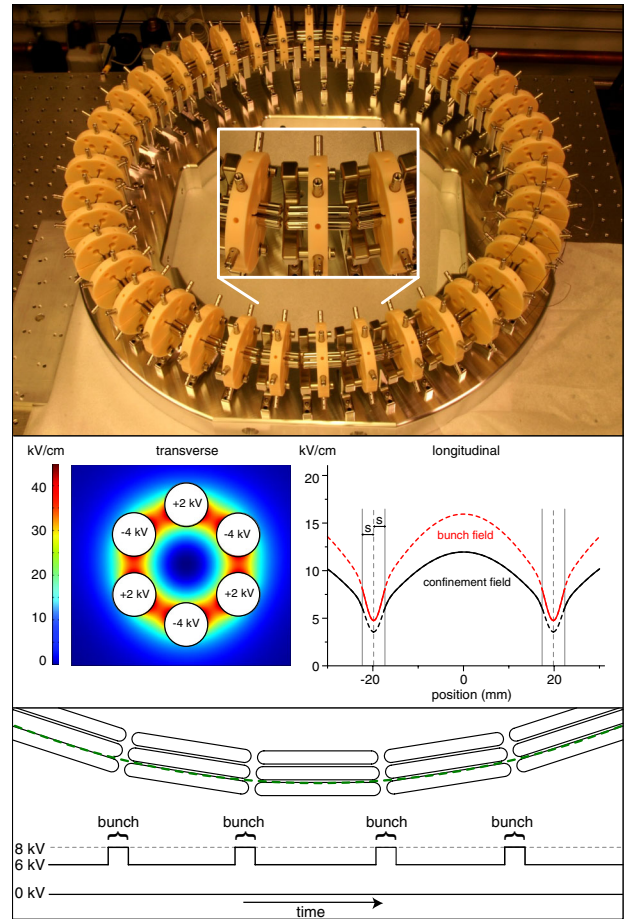 kV/cm transverse kV/cm longitudinal
40
30
20
10
0
+2 kV
-4 kV -4 kV
+2 kV +2 kV
-4 kV
20
15
10
5
0
S S
bunch field
confinement field
-20 0 20
position (mm)
bunch bunch bunch bunch
8 kV
6 kV
0 kV
time